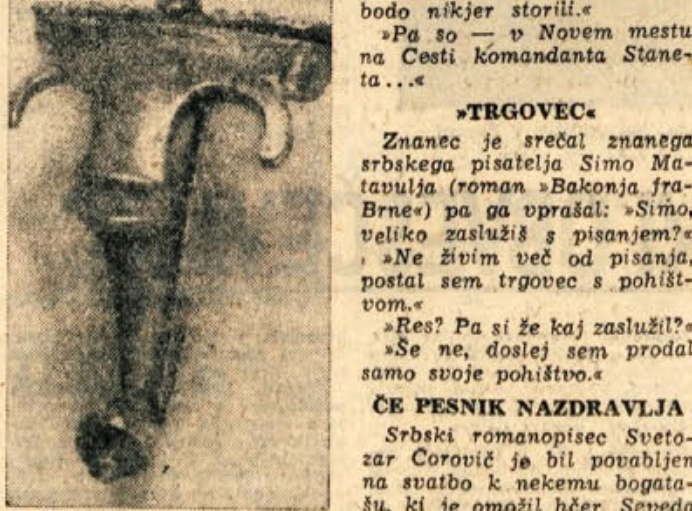 bodo nikjer storili.«
»Pa so — v Novem mestu
na Cesti komandanta Stane-
ta...«
»TRGOVEC«
Znanec je srečal znanega
srbskega pisatelja Simo Ma-
tavulja (roman »Bakonja fra-
Brne«) pa ga vprašal: »Simo,
veliko zaslužiš s pisanjem?«
»Ne živim več od pisanja,
postal sem trgovec s pohišt-
vom.«
»Res? Pa si že kaj zaslužil?«
»Še ne, doslej sem prodal
samo svoje pohištvo.«
ČE PESNIK NAZDRAVLJA
Srbski romanopisec Sveto-
zar Čorovič je bil povabljen
na svatbo k nekemu bogata-
šu, ki je omožil hčer. Seveda